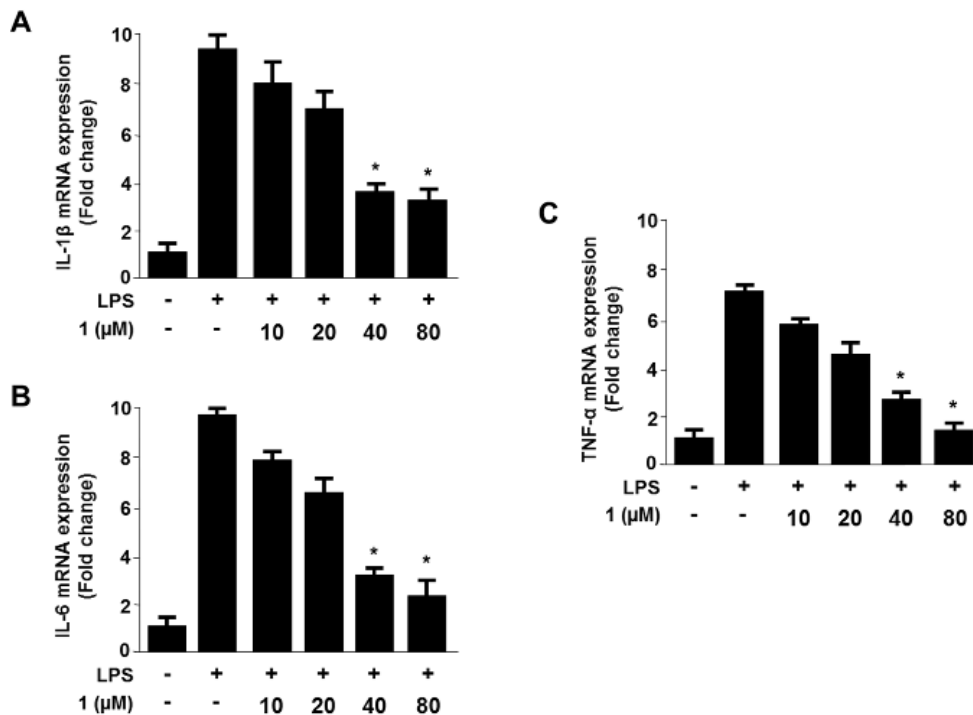 A
IL-1β mRNA expression
(Fold change)
10
8
6
4
2
0
* *
LPS - + + + + +
1 (µM) - - 10 20 40 80
B
IL-6 mRNA expression
(Fold change)
10
8
6
4
2
0
* *
LPS - + + + + +
1 (µM) - - 10 20 40 80
C
TNF-α mRNA expression
(Fold change)
10
8
6
4
2
0
* *
LPS - + + + + +
1 (µM) - - 10 20 40 80